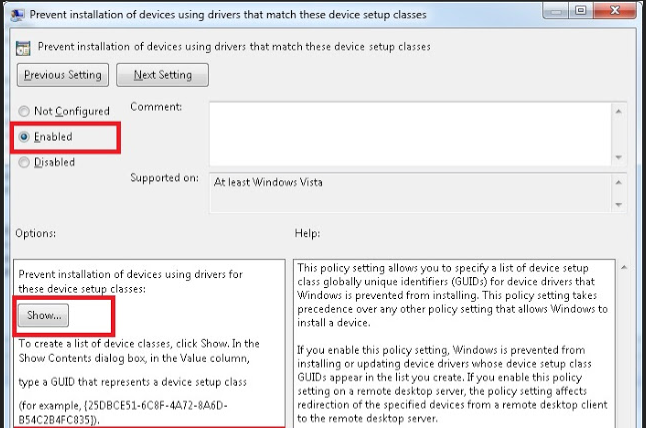 Prevent installation of devices using drivers that match these device setup classes
Prevent installation of devices using drivers that match these device setup classes
Previous Setting
Next Setting
Not Configured
Comment:
Enabled
Disabled
Supported on:
At least Windows Vista
Options:
Help:
Prevent installation of devices using drivers for
these device setup classes:
Show...
To create a list of device classes, click Show. In the
Show Contents dialog box, in the Value column,
type a GUID that represents a device setup class
(for example, {25DBCE51-6C8F-4A72-8A6D-
B54C2B4FC835}).
This policy setting allows you to specify a list of device setup
class globally unique identifiers (GUIDs) for device drivers that
Windows is prevented from installing. This policy setting takes
precedence over any other policy setting that allows Windows to
install a device.
If you enable this policy setting, Windows is prevented from
installing or updating device drivers whose device setup class
GUIDs appear in the list you create. If you enable this policy
setting on a remote desktop server, the policy setting affects
redirection of the specified devices from a remote desktop client
to the remote desktop server.